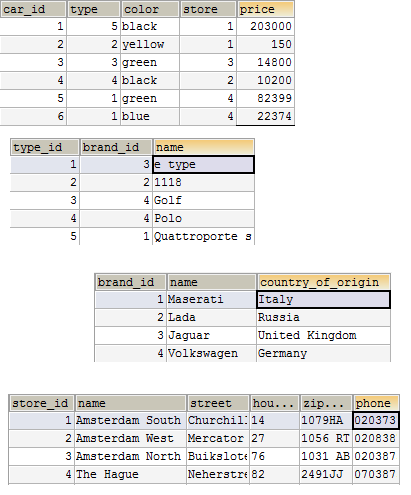 car_id type color store price
1 5 black 1 203000
2 2 yellow 1 150
3 3 green 3 14800
4 4 black 2 10200
5 1 green 4 82399
6 1 blue 4 22374
type_id brand_id name
1 3 e type
2 2 1118
3 4 Golf
4 4 Polo
5 1 Quattroporte s
brand_id name country_of_origin
1 Maserati Italy
2 Lada Russia
3 Jaguar United Kingdom
4 Volkswagen Germany
store_id name street hou... zip... phone
1 Amsterdam South Churchill 14 1079HA 020373
2 Amsterdam West Mercator 27 1056 RT 020838
3 Amsterdam North Buikslote 76 1031 AB 020387
4 The Hague Neherstre 82 2491JJ 070387